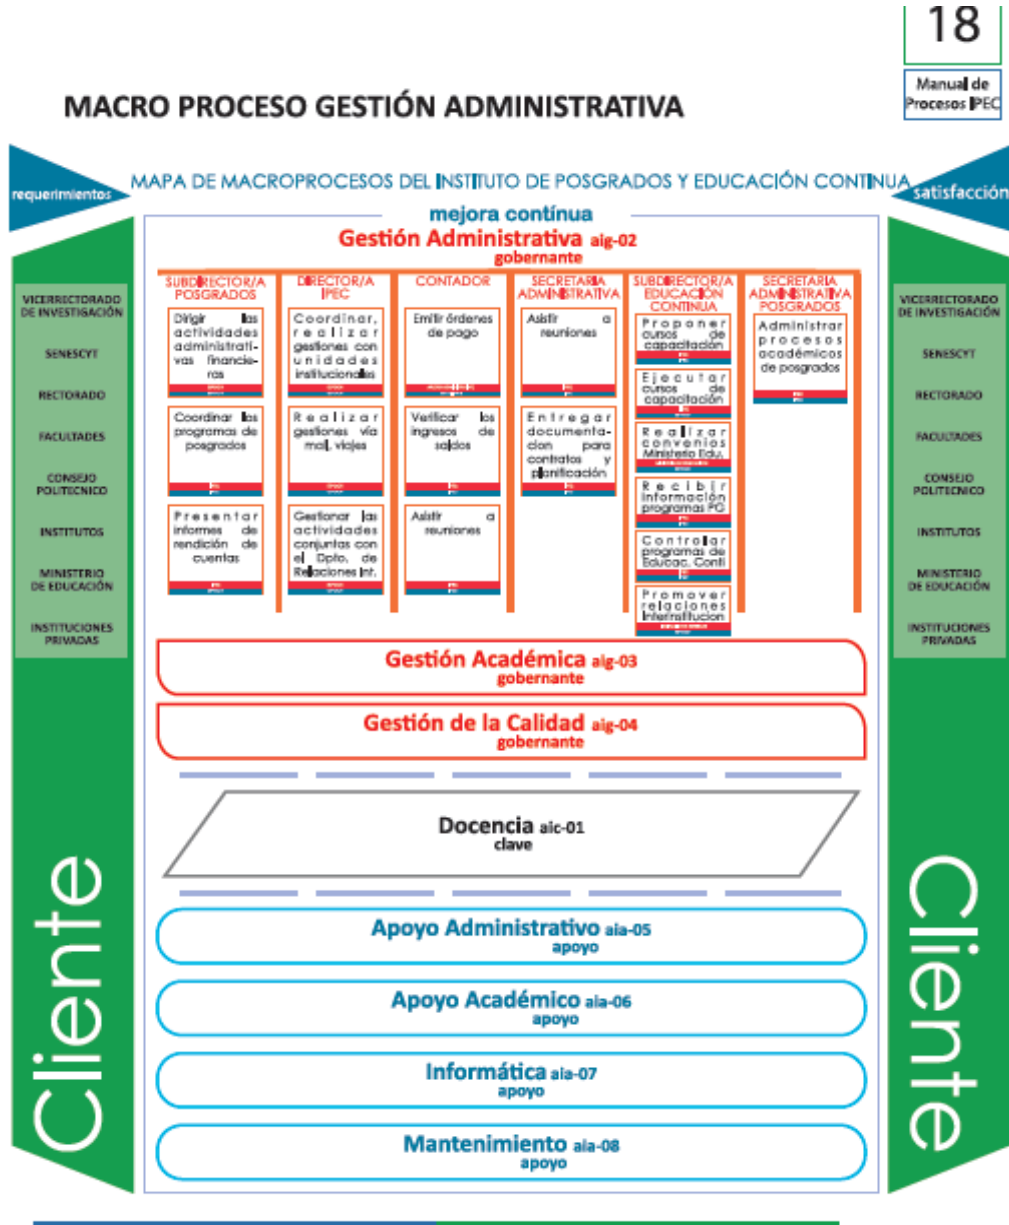 18
Manual de
Procesos IPEC
MACRO PROCESO GESTIÓN ADMINISTRATIVA
requerimientos
MAPA DE MACROPROCESOS DEL INSTITUTO DE POSGRADOS Y EDUCACIÓN CONTINUA
satisfacción
mejora contínua
Gestión Administrativa aig-02
gobernante
VICERRECTORADO
DE INVESTIGACIÓN
SENESCYT
RECTORADO
FACULTADES
CONSEJO
POLITECNICO
INSTITUTOS
MINISTERIO
DE EDUCACIÓN
INSTITUCIONES
PRIVADAS
Cliente
SUBDIRECTOR/A
POSGRADOS
Dirigir las
actividades
administrati-
vas financie-
ras
Coordinar los
programas de
posgrados
Presentar
informes de
rendición de
cuentas
DIRECTOR/A
IPEC
Coordinar,
realizar
gestiones con
unidades
institucionales
Realizar
gestiones vía
mail, viajes
Gestionar las
actividades
conjuntas con
el Dpto. de
Relaciones Int.
CONTADOR
Emitir órdenes
de pago
Verificar los
ingresos de
saldos
Asistir a
reuniones
SECRETARIA
ADMINISTRATIVA
Asistir a
reuniones
Entregar
documenta-
cion para
contratos y
planificación
SUBDIRECTOR/A
EDUCACIÓN
CONTINUA
Proponer
cursos de
capacitación
Ejecutar
cursos de
capacitación
Realizar
convenios
Ministerio Edu.
Recibir
información
programas PG
Controlar
programas de
Educac. Conti
Promover
relaciones
Interinstitucion
SECRETARIA
ADMINISTRATIVA
POSGRADOS
Administrar
procesos
académicos
de posgrados
Gestión Académica aig-03
gobernante
Gestión de la Calidad aig-04
gobernante
Docencia aic-01
clave
Apoyo Administrativo aia-05
apoyo
Apoyo Académico aia-06
apoyo
Informática aia-07
apoyo
Mantenimiento aia-08
apoyo
VICERRECTORADO
DE INVESTIGACIÓN
SENESCYT
RECTORADO
FACULTADES
CONSEJO
POLITECNICO
INSTITUTOS
MINISTERIO
DE EDUCACIÓN
INSTITUCIONES
PRIVADAS
Cliente